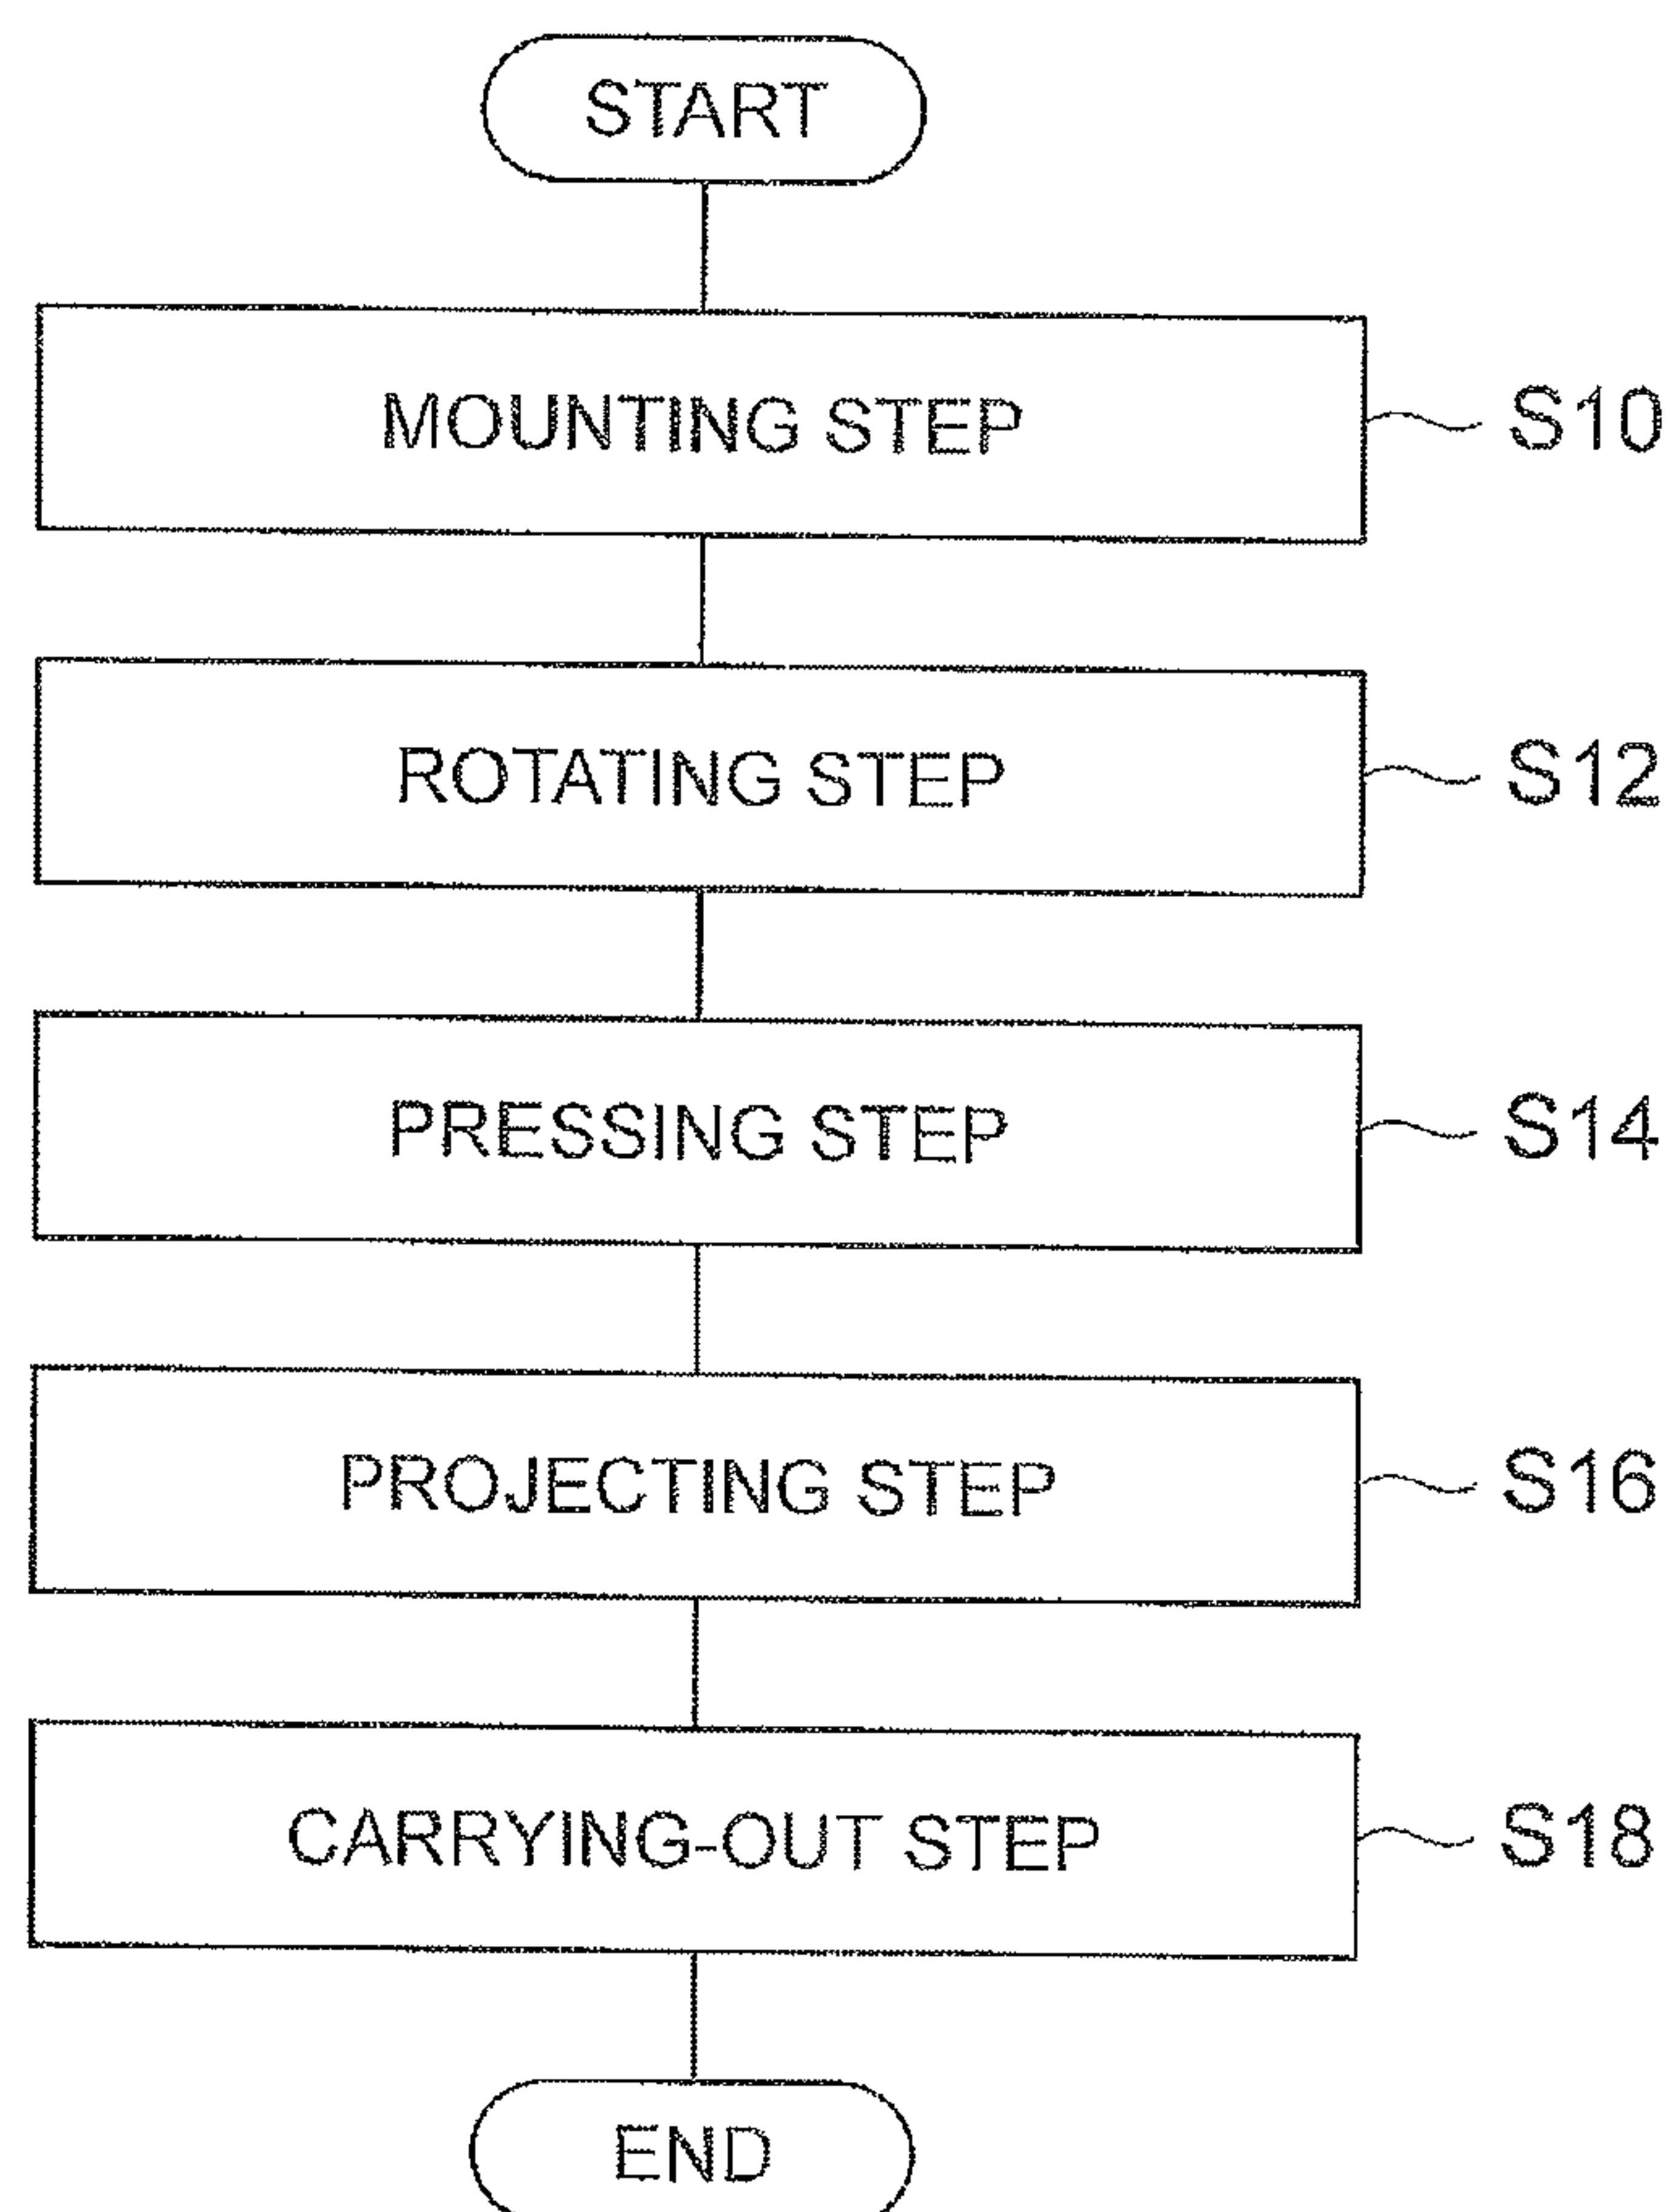 START
MOUNTING STEP S10
ROTATING STEP S12
PRESSING STEP S14
PROJECTING STEP S16
CARRYING-OUT STEP S18
END